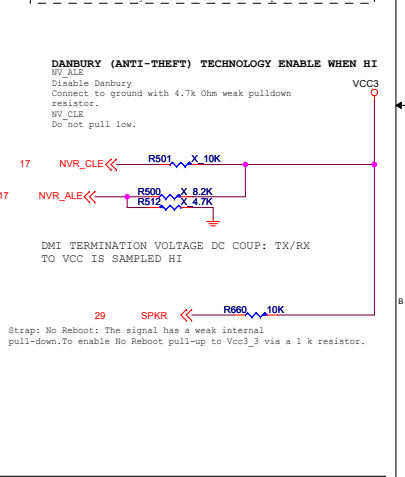 DANBURY (ANTI-THEFT) TECHNOLOGY ENABLE WHEN HI
NV_ALE
Disable Danbury
Connect to ground with 4.7k Ohm weak pulldown
resistor.
NV_CLE
Do not pull low.
VCC3
17 NVR_CLE R501 X_10K
17 NVR_ALE R500 X_8.2K
R512 X_4.7K
DMI TERMINATION VOLTAGE DC COUP: TX/RX
TO VCC IS SAMPLED HI
B
29 SPKR R660 10K
Strap: No Reboot: The signal has a weak internal
pull-down.To enable No Reboot pull-up to Vcc3_3 via a 1 k resistor.